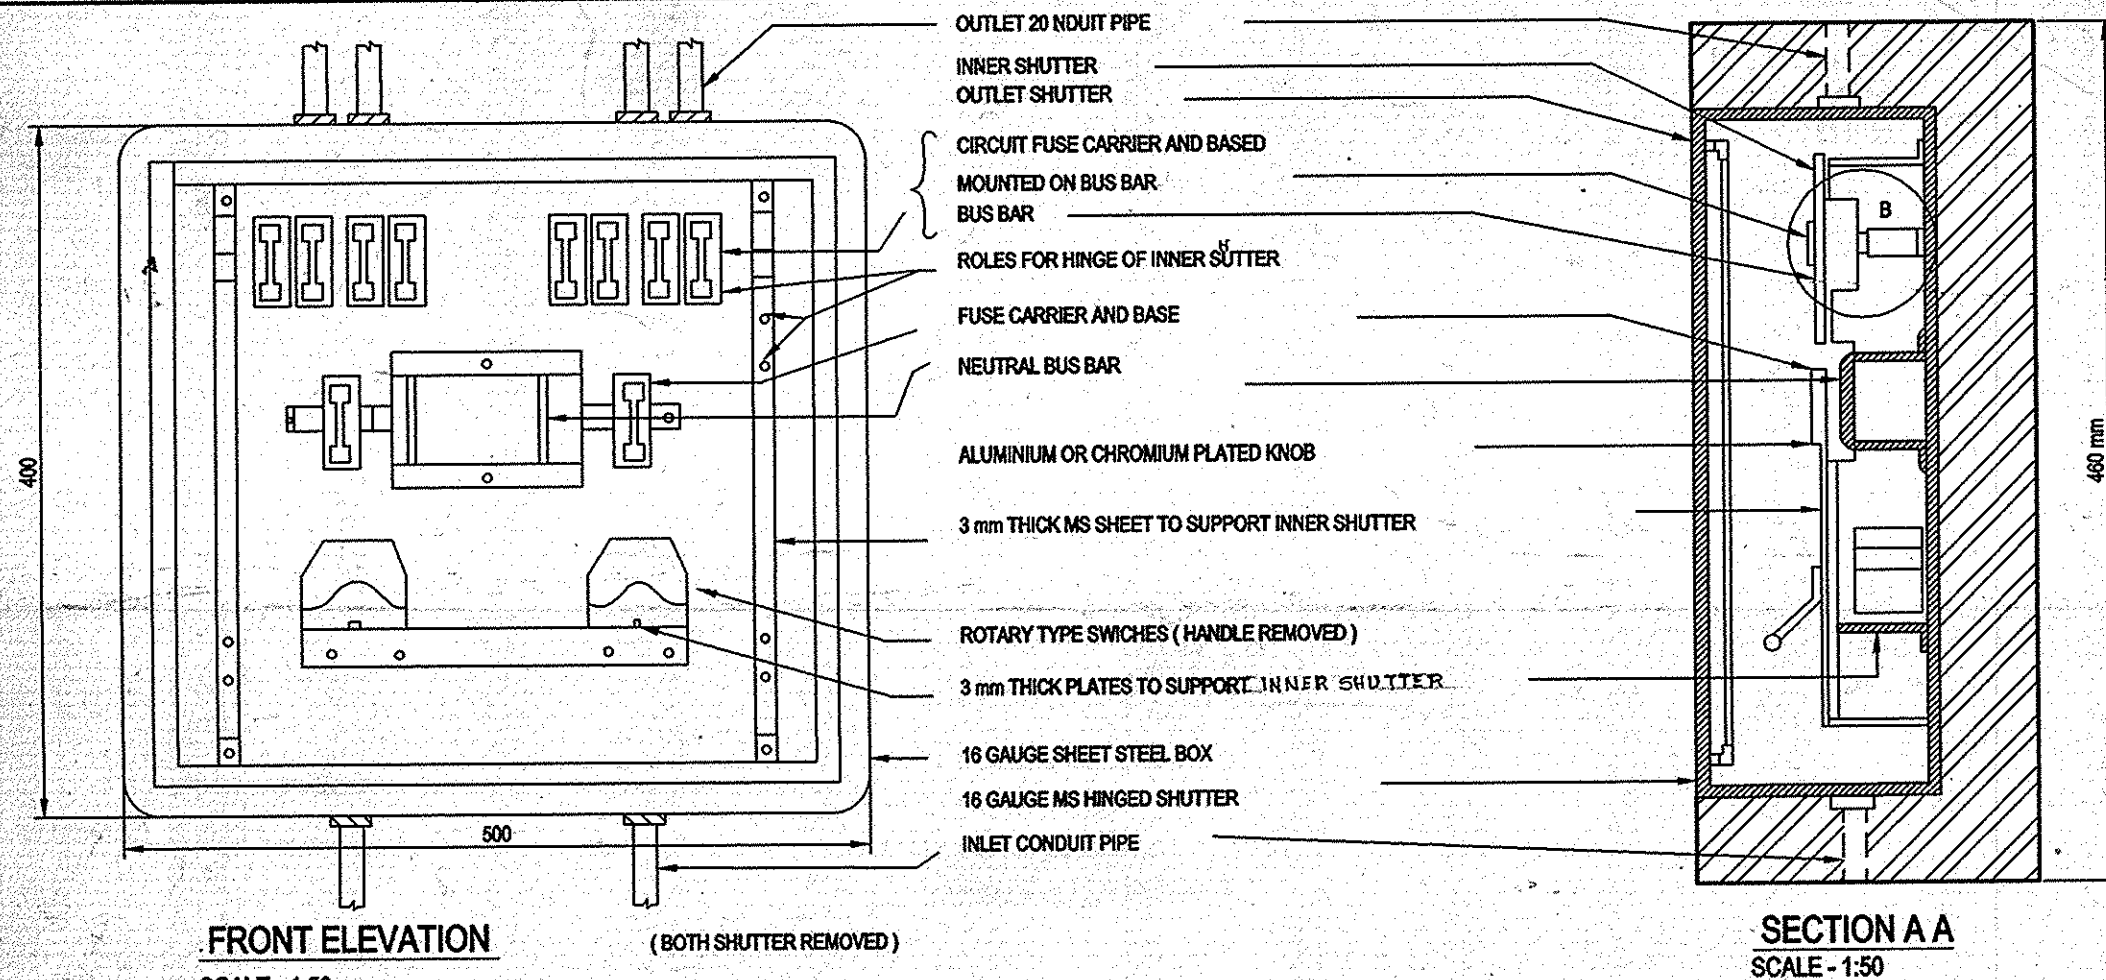 OUTLET 20 NDUIT PIPE
INNER SHUTTER
OUTLET SHUTTER
CIRCUIT FUSE CARRIER AND BASED
MOUNTED ON BUS BAR
BUS BAR
ROLES FOR HINGE OF INNER SUTTER
H
FUSE CARRIER AND BASE
NEUTRAL BUS BAR
ALUMINIUM OR CHROMIUM PLATED KNOB
3 mm THICK MS SHEET TO SUPPORT INNER SHUTTER
ROTARY TYPE SWICHES ( HANDLE REMOVED )
3 mm THICK PLATES TO SUPPORT INNER SHUTTER
16 GAUGE SHEET STEEL BOX
16 GAUGE MS HINGED SHUTTER
INLET CONDUIT PIPE
400
500
A
B
460 mm
FRONT ELEVATION
( BOTH SHUTTER REMOVED )
SECTION A A
SCALE - 1:50